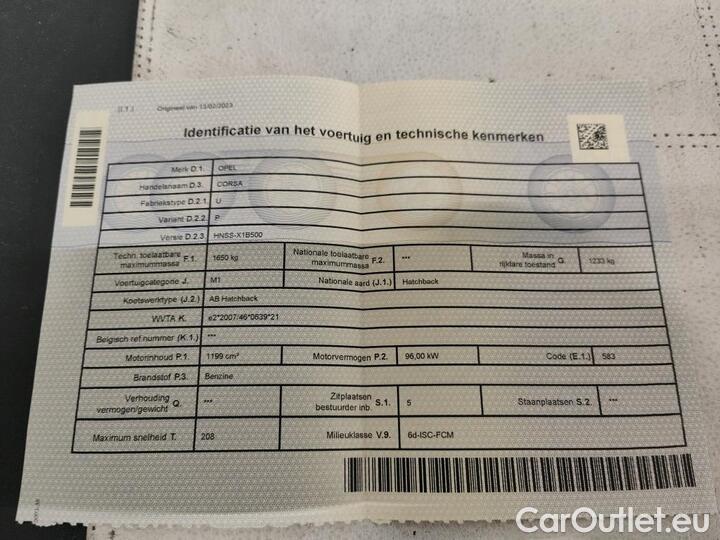 (I.1.) Origineel van 13/02/2023
Identificatie van het voertuig en technische kenmerken
Merk D.1. OPEL
Handelsnaam D.3. CORSA
Fabriekstype D.2.1. U
Variant D.2.2. P
Versie D.2.3. HNSS-X1B500
Techn. toelaatbare maximummassa F.1. 1650 kg Nationale toelaatbare maximummassa F.2. *** Massa in rijklare toestand G. 1233 kg
Voertuigcategorie J. M1 Nationale aard (J.1.) Hatchback
Koetswerktype (J.2.) AB Hatchback
WVTA K. e2*2007/46*0639*21
Belgisch ref nummer (K.1.) ***
Motorinhoud P.1. 1199 cm³ Motorvermogen P.2. 96,00 kW Code (E.1.) 583
Brandstof P.3. Benzine
Verhouding vermogen/gewicht Q. *** Zitplaatsen bestuurder inb. S.1. 5 Staanplaatsen S.2. ***
Maximum snelheid T. 208 Milieuklasse V.9. 6d-ISC-FCM
CarOutlet.eu